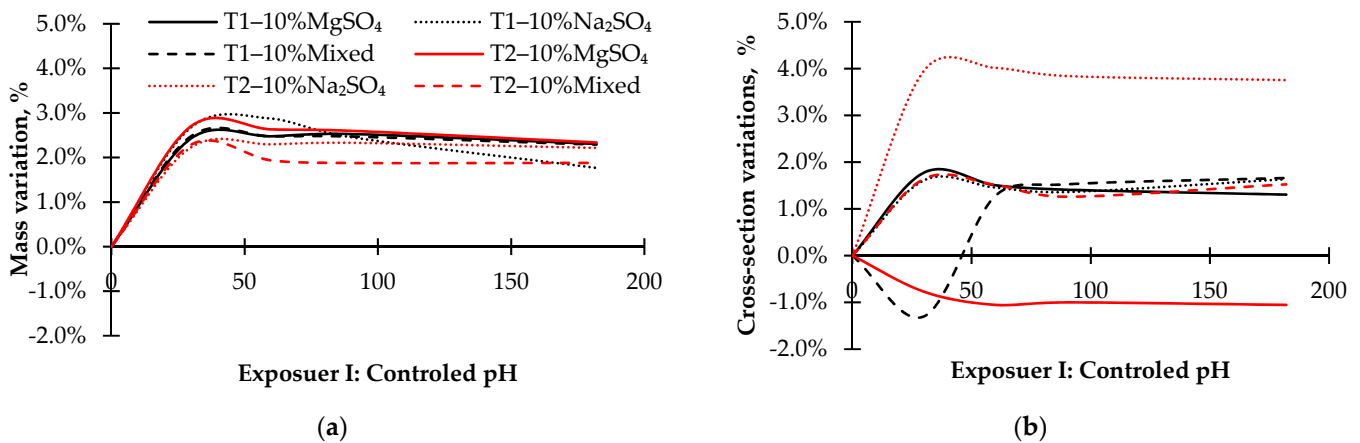 5.0%
4.0%
3.0%
2.0%
1.0%
0.0%
-1.0%
-2.0%
0 50 100 150 200
Mass variation, %
T1–10%MgSO₄ T1–10%Na₂SO₄
T1–10%Mixed T2–10%MgSO₄
T2–10%Na₂SO₄ T2–10%Mixed
Exposuer I: Controled pH
(a)
5.0%
4.0%
3.0%
2.0%
1.0%
0.0%
-1.0%
-2.0%
0 50 100 150 200
Cross-section variations, %
Exposuer I: Controled pH
(b)